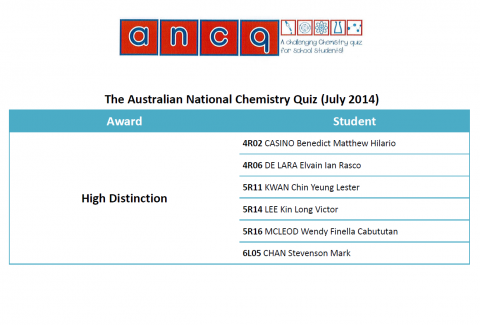 ancq
A challenging Chemistry quiz
for School Students!
The Australian National Chemistry Quiz (July 2014)
Award Student
High Distinction
4R02 CASINO Benedict Matthew Hilario
4R06 DE LARA Elvain Ian Rasco
5R11 KWAN Chin Yeung Lester
5R14 LEE Kin Long Victor
5R16 MCLEOD Wendy Finella Cabututan
6L05 CHAN Stevenson Mark